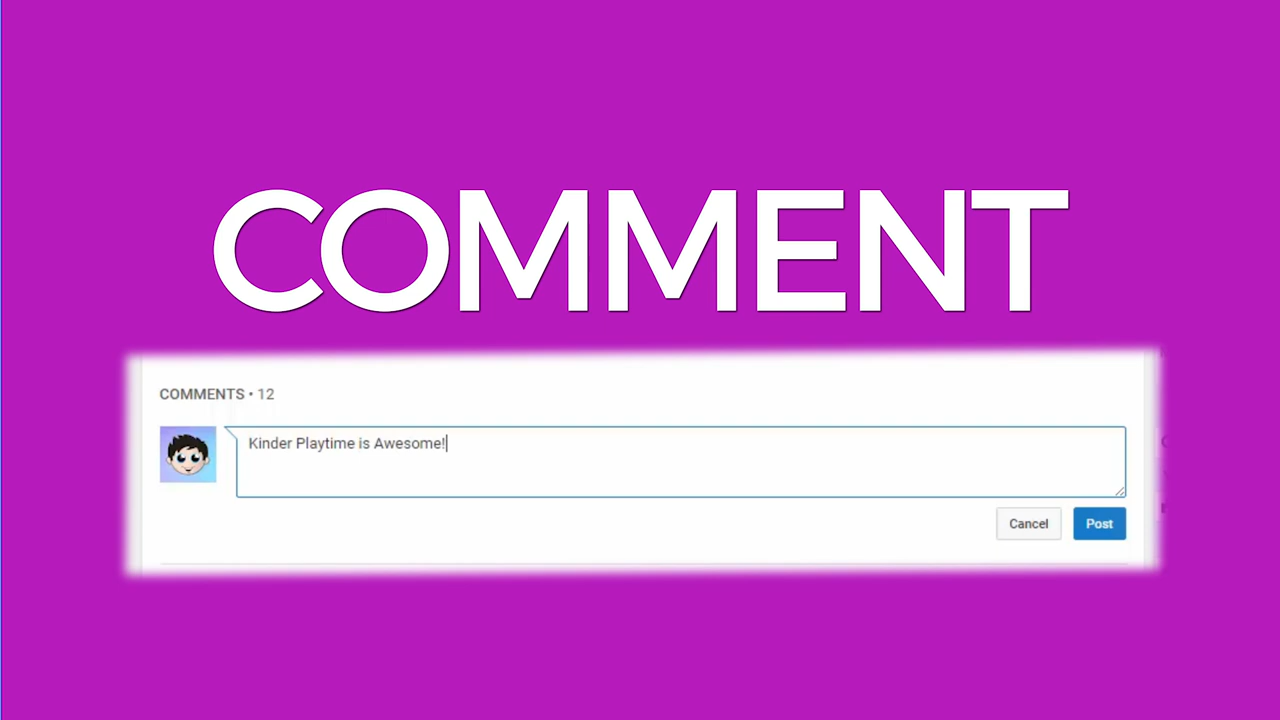 COMMENT
COMMENTS • 12
Kinder Playtime is Awesome!
Cancel
Post